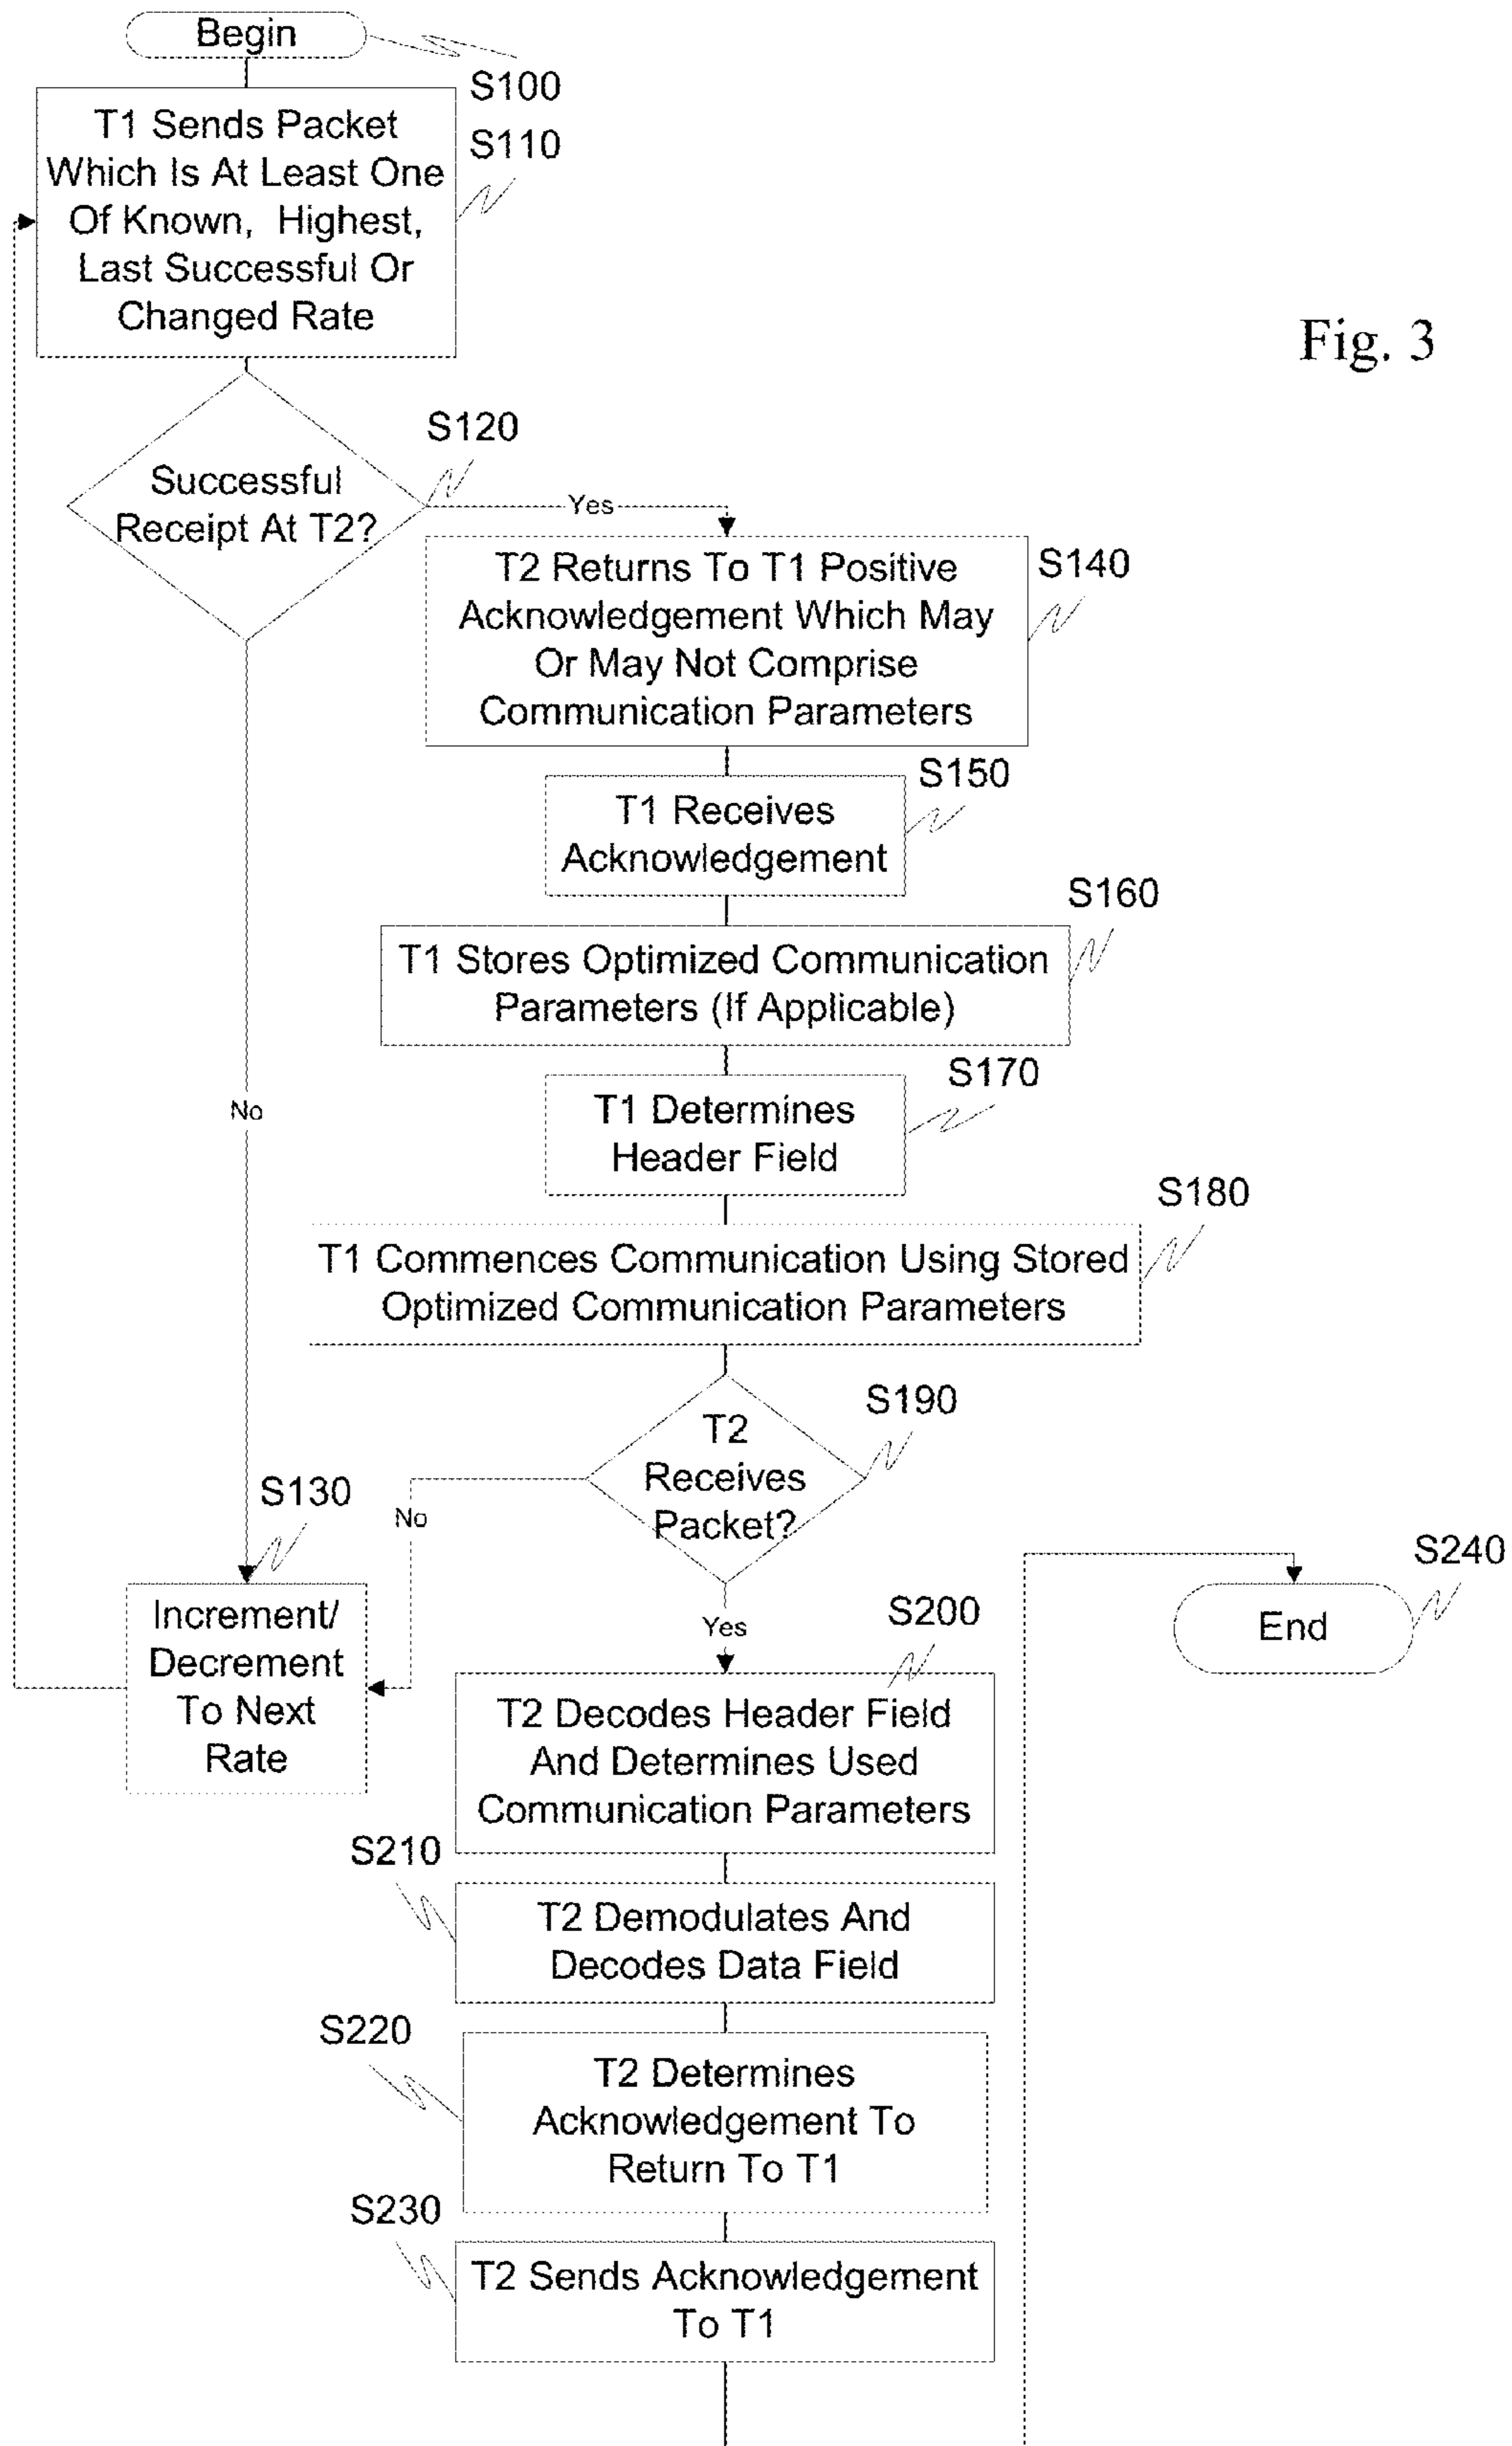 Begin
S100
T1 Sends Packet
Which Is At Least One
Of Known, Highest,
Last Successful Or
Changed Rate
S110
Fig. 3
Successful
Receipt At T2?
S120
Yes
T2 Returns To T1 Positive
Acknowledgement Which May
Or May Not Comprise
Communication Parameters
S140
T1 Receives
Acknowledgement
S150
T1 Stores Optimized Communication
Parameters (If Applicable)
S160
T1 Determines
Header Field
S170
No
T1 Commences Communication Using Stored
Optimized Communication Parameters
S180
T2
Receives
Packet?
S190
No
S130
Increment/
Decrement
To Next
Rate
Yes
S200
T2 Decodes Header Field
And Determines Used
Communication Parameters
End
S240
S210
T2 Demodulates And
Decodes Data Field
S220
T2 Determines
Acknowledgement To
Return To T1
S230
T2 Sends Acknowledgement
To T1